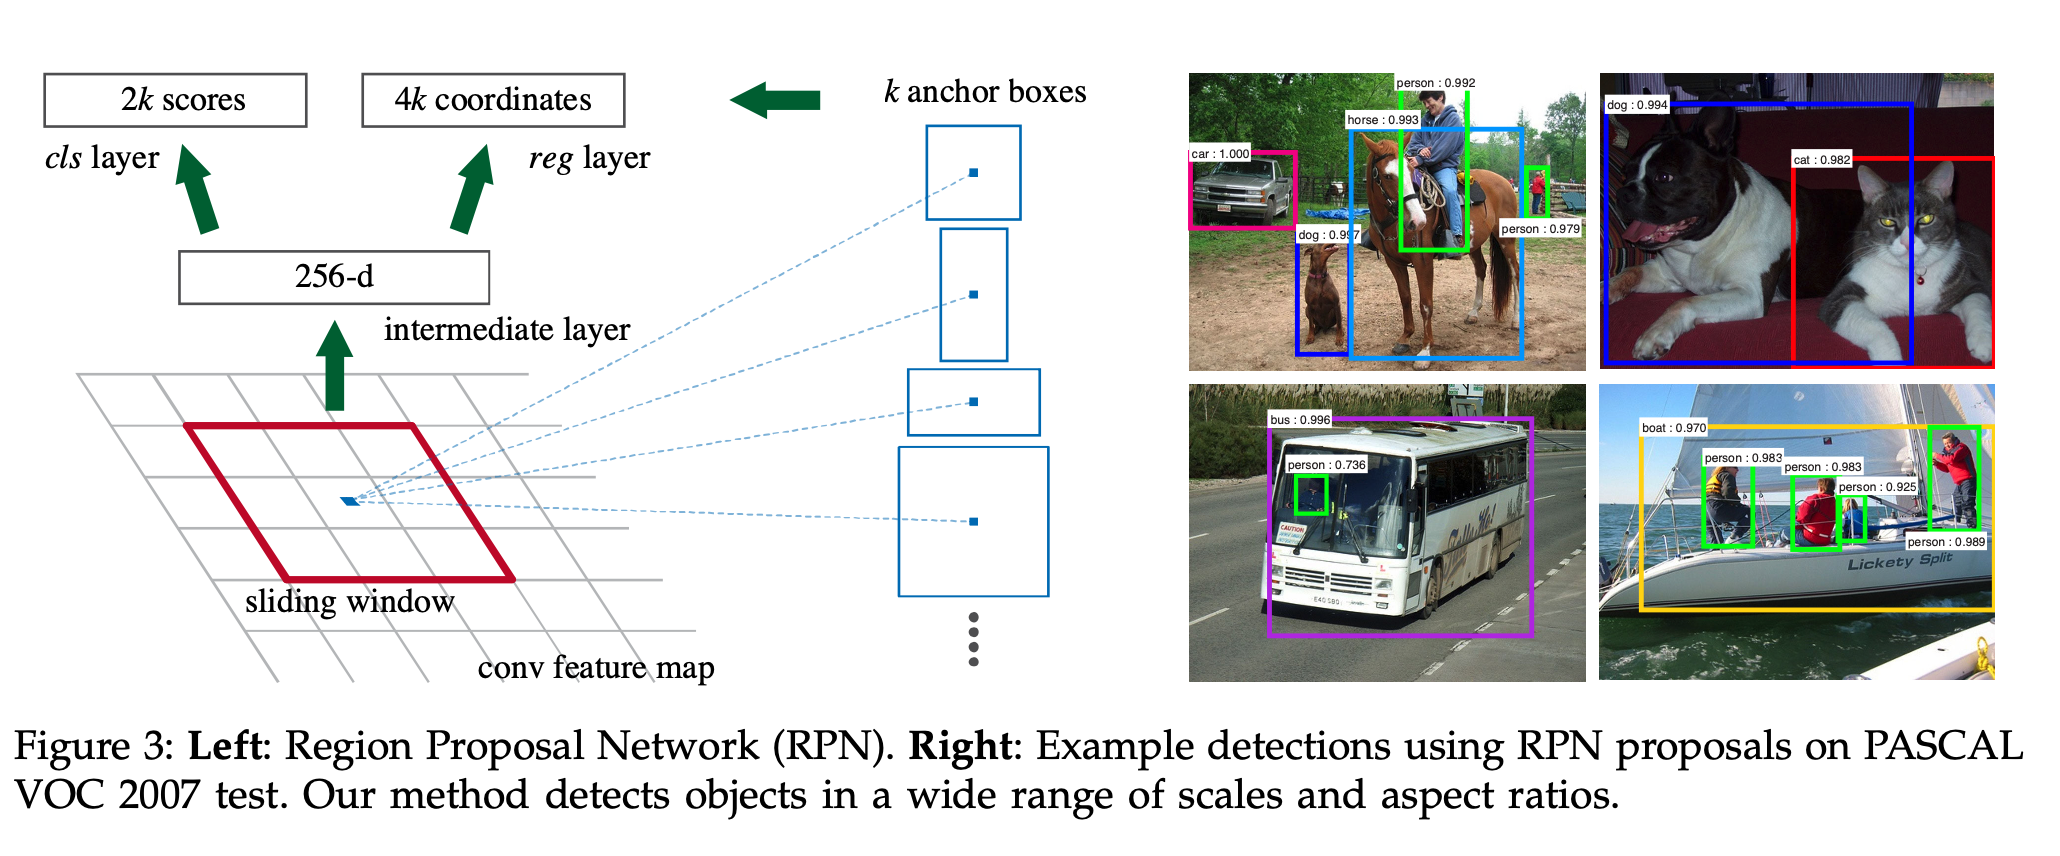 2k scores
4k coordinates
k anchor boxes
cls layer
reg layer
256-d
intermediate layer
sliding window
conv feature map
person : 0.992
horse : 0.993
car : 1.000
dog : 0.997
person : 0.979
dog : 0.994
cat : 0.982
bus : 0.996
person : 0.736
CAUTION
boat : 0.970
person : 0.983
person : 0.983
person : 0.925
person : 0.989
Lickety Split
Figure 3: Left: Region Proposal Network (RPN). Right: Example detections using RPN proposals on PASCAL
VOC 2007 test. Our method detects objects in a wide range of scales and aspect ratios.